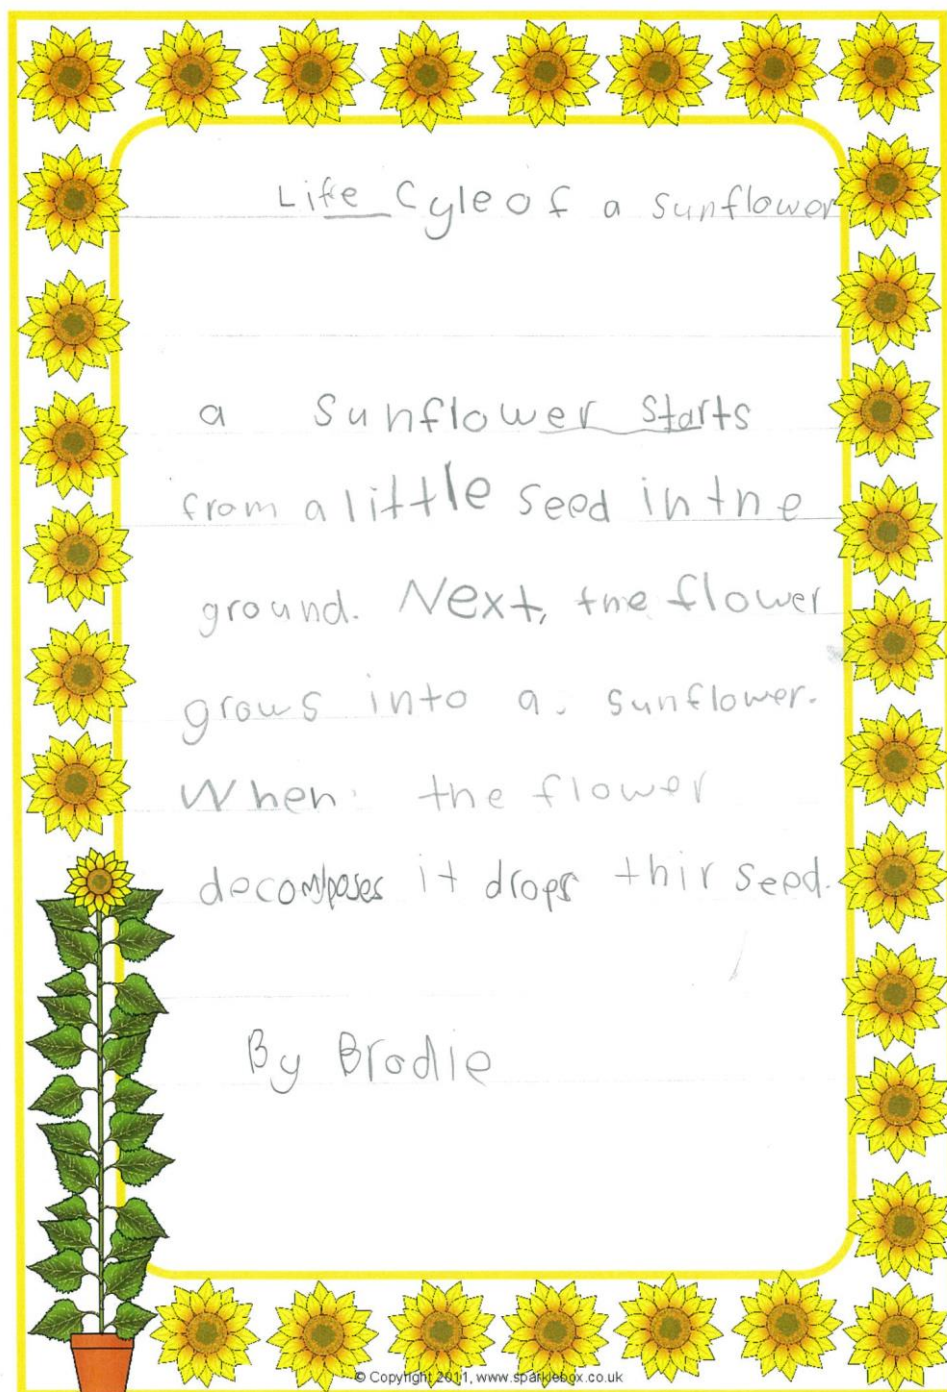 Life Cyle of a sunflower
a sunflower starts
from a little seed in the
ground. Next, the flower
grows into a sunflower.
When the flower
decomposes it drops thir seed.
By Brodie
© Copyright 2011, www.sparklebox.co.uk